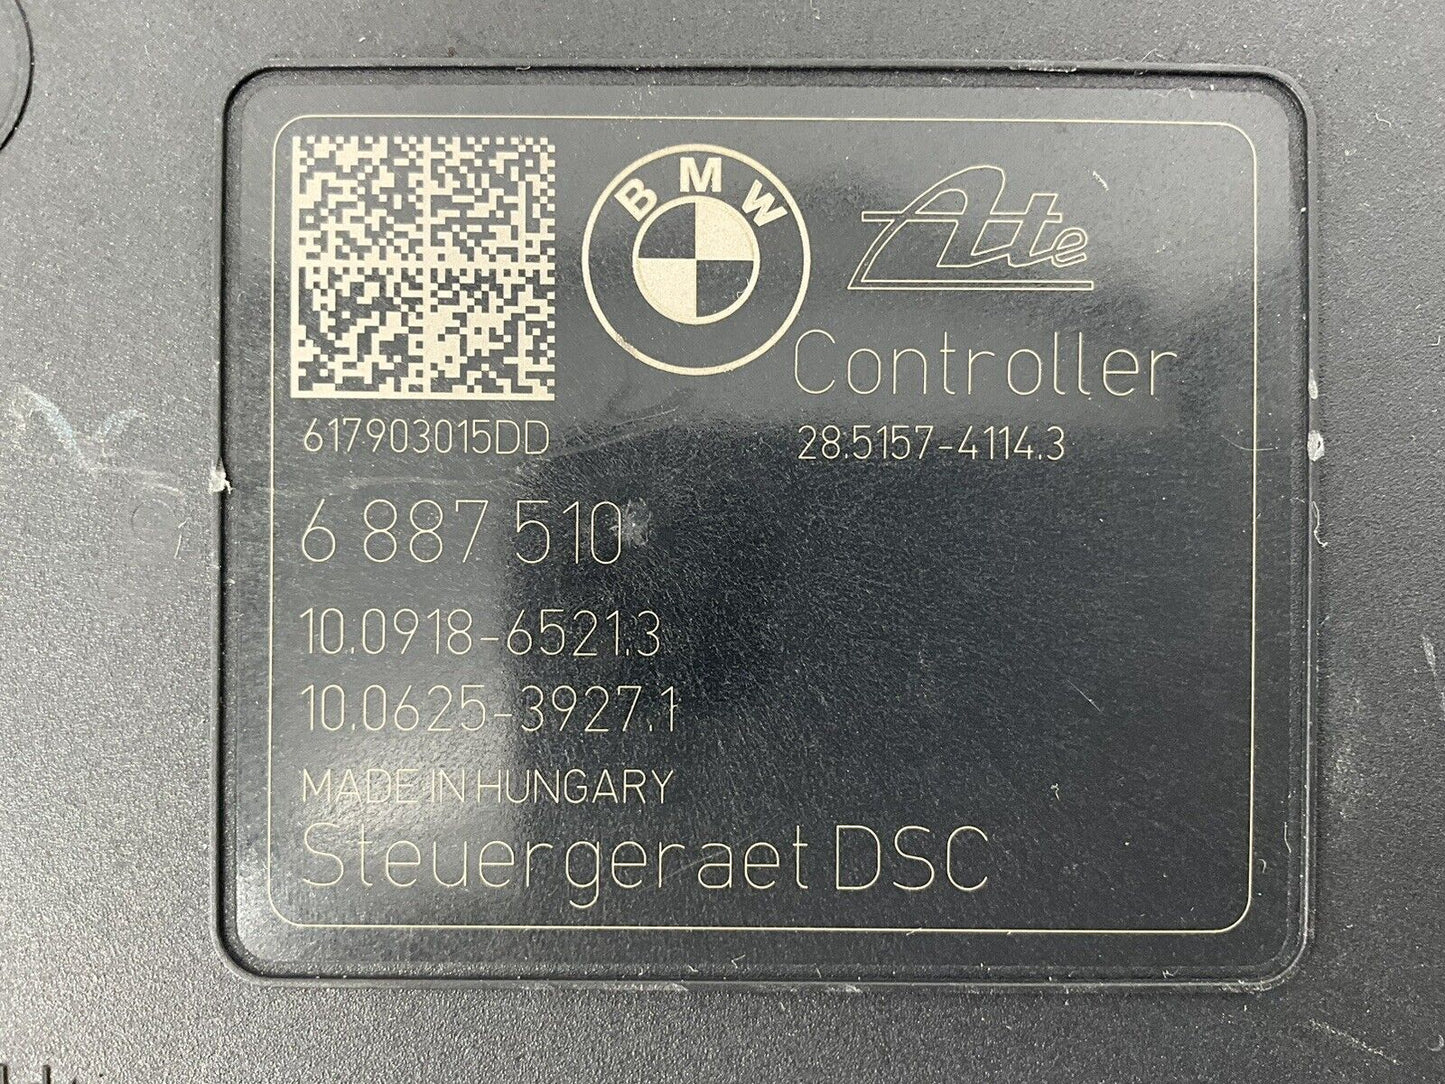 BMW
Ate
Controller
617903015DD
28.5157-4114.3
6 887 510
10.0918-6521.3
10.0625-3927.1
MADE IN HUNGARY
Steuergeraet DSC